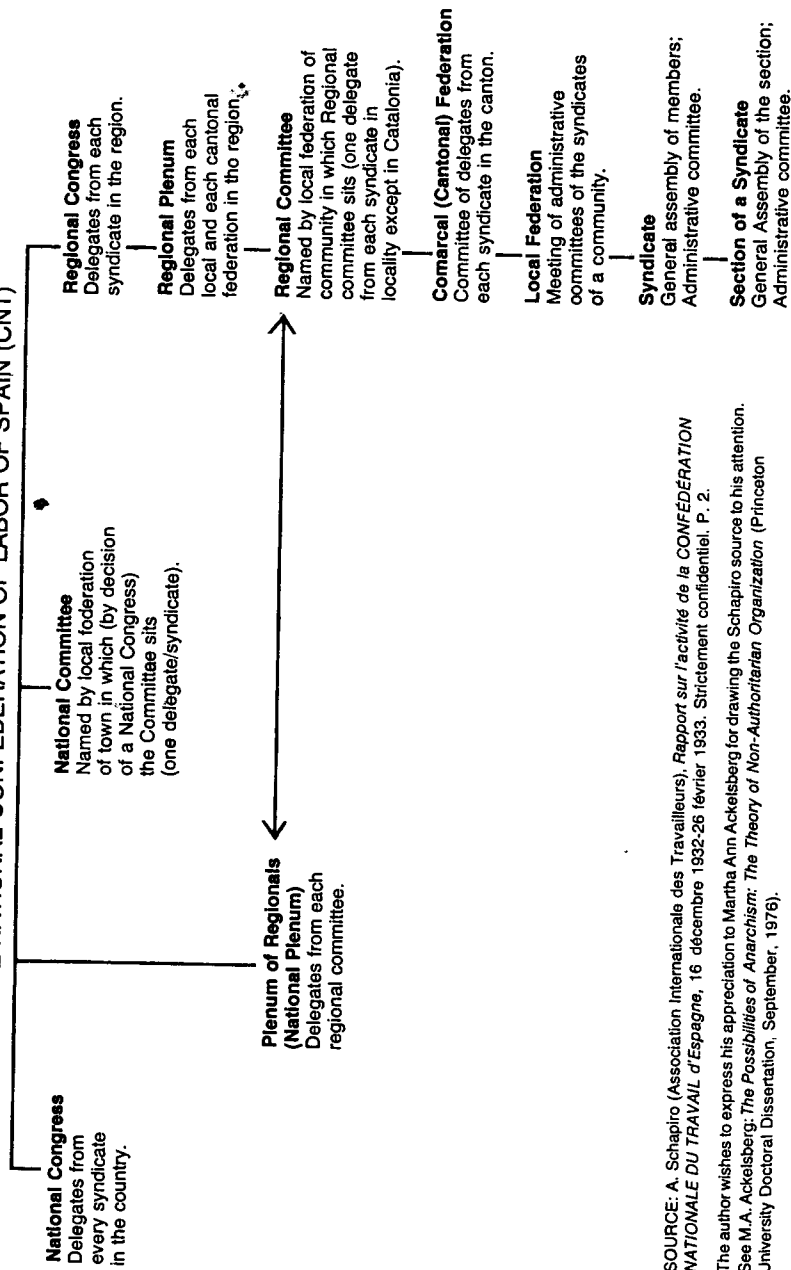 NATIONAL CONFEDERATION OF LABOR OF SPAIN (CNT)
National Congress
Delegates from
every syndicate
in the country.
Plenum of Regionals
(National Plenum)
Delegates from each
regional committee.
National Committee
Named by local foderation
of town in which (by decision
of a National Congress)
the Committee sits
(one delegate/syndicate).
Regional Congress
Delegates from each
syndicate in the region.
Regional Plenum
Delegates from each
local and each cantonal
federation in tho region.
Regional Committee
Named by local federation of
community in which Regional
committee sits (one delegate
from each syndicate in
locality except in Catalonia).
Comarcal (Cantonal) Federation
Committee of delegates from
each syndicate in the canton.
Local Federation
Meeting of administrative
committees of the syndicates
of a community.
Syndicate
General assembly of members;
Administrative committee.
Section of a Syndicate
General Assembly of the section;
Administrative committee.
SOURCE: A. Schapiro (Association Internationale des Travailleurs), Rapport sur l'activité de la CONFÉDÉRATION
NATIONALE DU TRAVAIL d'Espagne, 16 décembre 1932-26 février 1933. Strictement confidentiel. P. 2.
The author wishes to express his appreciation to Martha Ann Ackelsberg for drawing the Schapiro source to his attention.
See M.A. Ackelsberg: The Possibilities of Anarchism: The Theory of Non-Authoritarian Organization (Princeton
University Doctoral Dissertation, September, 1976).